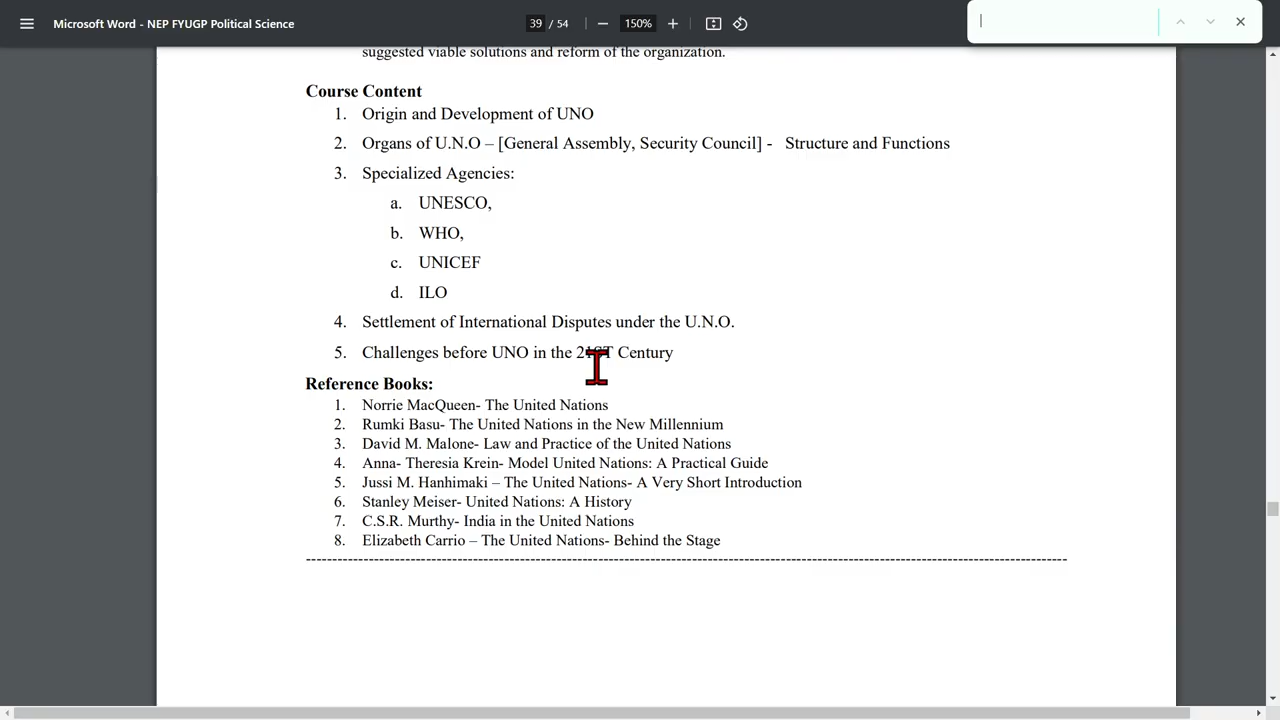 Microsoft Word - NEP FYUGP Political Science
39 / 54
150%
suggested viable solutions and reform of the organization.
Course Content
1. Origin and Development of UNO
2. Organs of U.N.O – [General Assembly, Security Council] - Structure and Functions
3. Specialized Agencies:
a. UNESCO,
b. WHO,
c. UNICEF
d. ILO
4. Settlement of International Disputes under the U.N.O.
5. Challenges before UNO in the 21ST Century
Reference Books:
1. Norrie MacQueen- The United Nations
2. Rumki Basu- The United Nations in the New Millennium
3. David M. Malone- Law and Practice of the United Nations
4. Anna- Theresia Krein- Model United Nations: A Practical Guide
5. Jussi M. Hanhimaki – The United Nations- A Very Short Introduction
6. Stanley Meiser- United Nations: A History
7. C.S.R. Murthy- India in the United Nations
8. Elizabeth Carrio – The United Nations- Behind the Stage